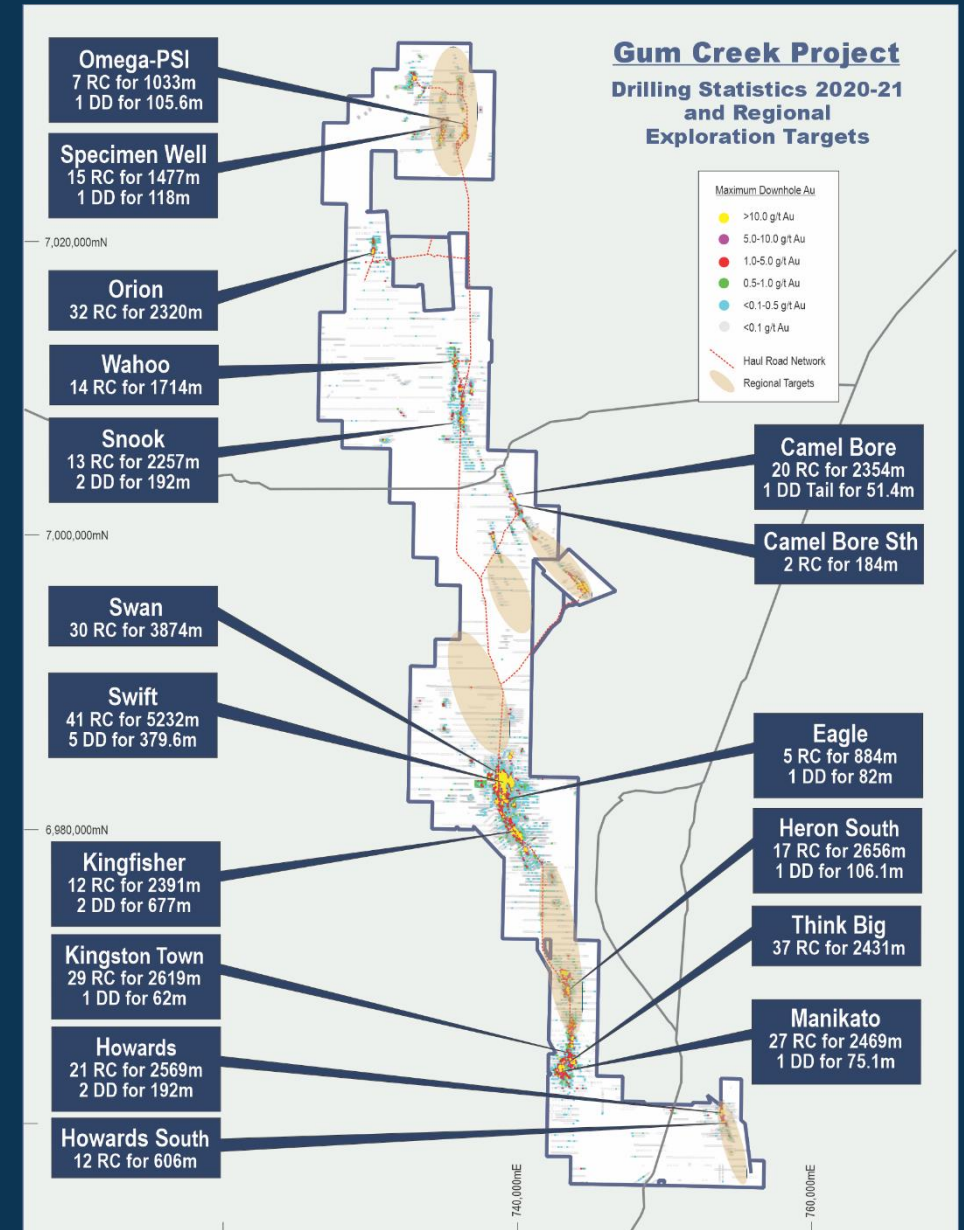 Gum Creek Project
Drilling Statistics 2020-21
and Regional
Exploration Targets
Omega-PSI
7 RC for 1033m
1 DD for 105.6m
Specimen Well
15 RC for 1477m
1 DD for 118m
7,020,000mN
Orion
32 RC for 2320m
Wahoo
14 RC for 1714m
Snook
13 RC for 2257m
2 DD for 192m
7,000,000mN
Swan
30 RC for 3874m
Swift
41 RC for 5232m
5 DD for 379.6m
6,980,000mN
Kingfisher
12 RC for 2391m
2 DD for 677m
Kingston Town
29 RC for 2619m
1 DD for 62m
Howards
21 RC for 2569m
2 DD for 192m
Howards South
12 RC for 606m
Maximum Downhole Au
>10.0 g/t Au
5.0-10.0 g/t Au
1.0-5.0 g/t Au
0.5-1.0 g/t Au
<0.1-0.5 g/t Au
<0.1 g/t Au
Haul Road Network
Regional Targets
Camel Bore
20 RC for 2354m
1 DD Tail for 51.4m
Camel Bore Sth
2 RC for 184m
Eagle
5 RC for 884m
1 DD for 82m
Heron South
17 RC for 2656m
1 DD for 106.1m
Think Big
37 RC for 2431m
Manikato
27 RC for 2469m
1 DD for 75.1m
740,000mE
760,000mE